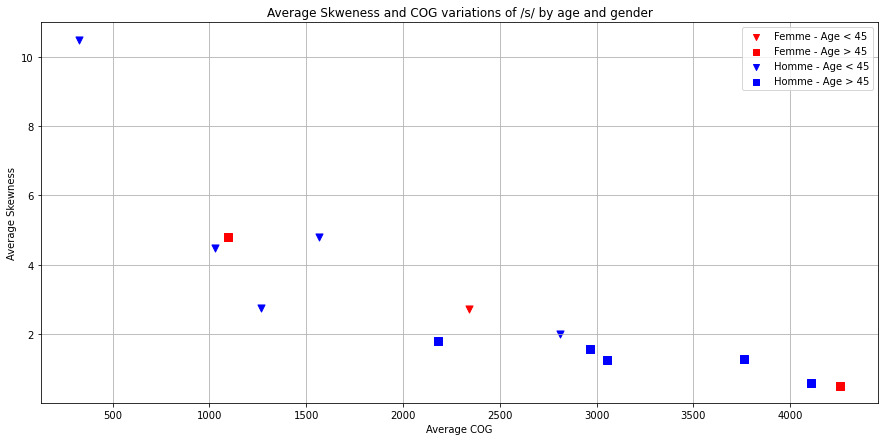 Average Skweness and COG variations of /s/ by age and gender
Femme - Age < 45
Femme - Age > 45
Homme - Age < 45
Homme - Age > 45
10
8
6
4
2
Average Skewness
500 1000 1500 2000 2500 3000 3500 4000
Average COG